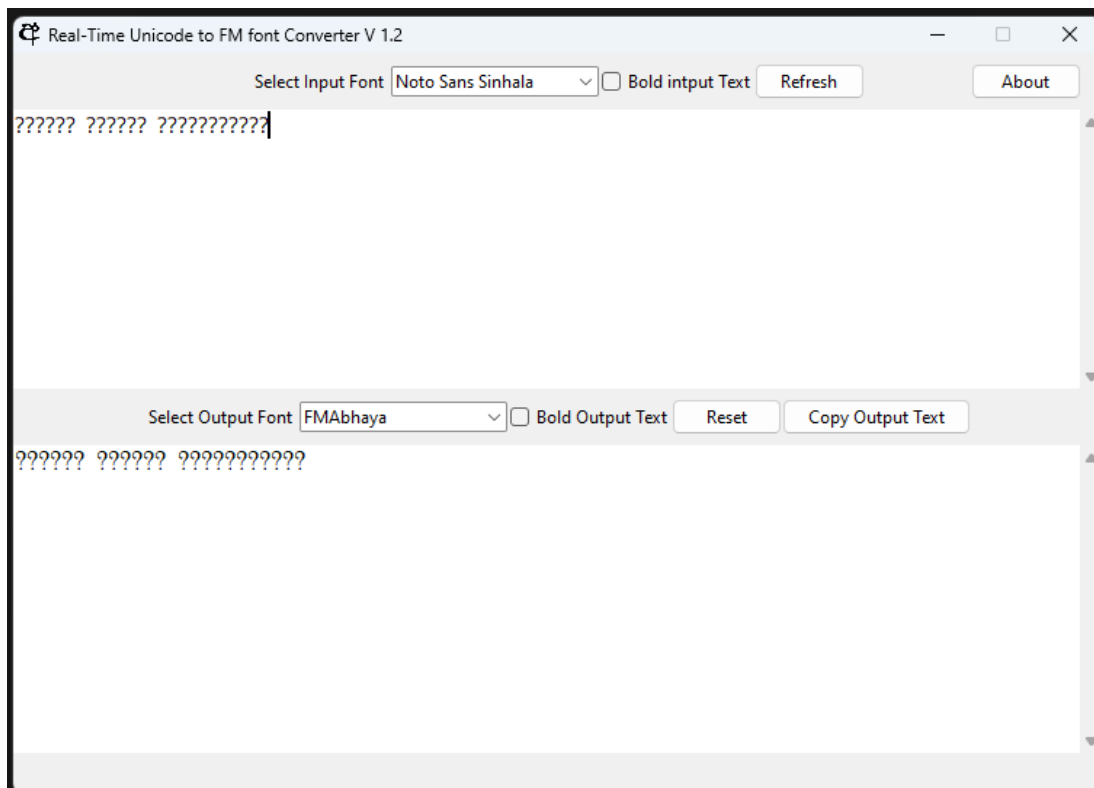 Real-Time Unicode to FM font Converter V 1.2
Select Input Font Noto Sans Sinhala Bold intput Text Refresh About
?????? ?????? ???????????
Select Output Font FMAbhaya Bold Output Text Reset Copy Output Text
?????? ?????? ???????????